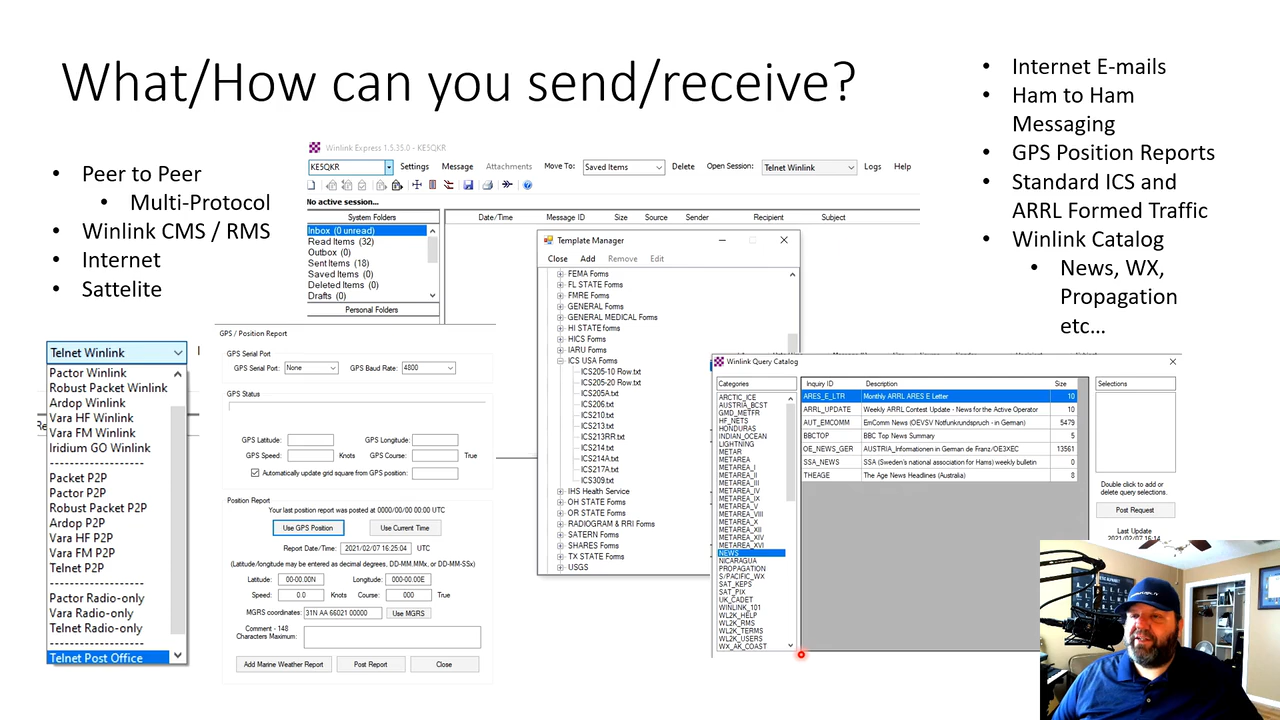 What/How can you send/receive?
• Peer to Peer
• Multi-Protocol
• Winlink CMS / RMS
• Internet
• Sattelite
• Internet E-mails
• Ham to Ham
Messaging
• GPS Position Reports
• Standard ICS and
ARRL Formed Traffic
• Winlink Catalog
• News, WX,
Propagation
etc...
Winlink Express 1.5.35.0 - KE5QKR
KE5QKR Settings Message Attachments Move To: Saved Items Delete Open Session: Telnet Winlink Logs Help
No active session...
System Folders
Date/Time Message ID Size Source Sender Recipient Subject
Inbox (0 unread)
Read Items (32)
Outbox (0)
Sent Items (18)
Saved Items (0)
Deleted Items (0)
Drafts (0)
Personal Folders
Telnet Winlink
Pactor Winlink
Robust Packet Winlink
Ardop Winlink
Vara HF Winlink
Vara FM Winlink
Iridium GO Winlink
--------------------
Packet P2P
Pactor P2P
Robust Packet P2P
Ardop P2P
Vara HF P2P
Vara FM P2P
Telnet P2P
--------------------
Pactor Radio-only
Vara Radio-only
Telnet Radio-only
--------------------
Telnet Post Office
GPS / Position Report
GPS Serial Port
GPS Serial Port: None GPS Baud Rate: 4800
GPS Status
GPS Latitude: GPS Longitude:
GPS Speed: Knots GPS Course: True
Automatically update grid square from GPS position:
Position Report
Your last position report was posted at 0000/00/00 00:00 UTC
Use GPS Position Use Current Time
Report Date/Time: 2021/02/07 16:25:04 UTC
(Latitude/longitude may be entered as decimal degrees, DD-MM.MMx, or DD-MM-SSx)
Latitude: 00-00.00N Longitude: 000-00.00E
Speed: 0.0 Knots Course: 000 True
MGRS coordinates: 31N AA 66021 00000 Use MGRS
Comment - 148
Characters Maximum:
Add Marine Weather Report Post Report Close
Template Manager
Close Add Remove Edit
FEMA Forms
FL STATE Forms
FMRE Forms
GENERAL Forms
GENERAL MEDICAL Forms
HI STATE forms
HICS Forms
IARU Forms
ICS USA Forms
ICS205-10 Row.txt
ICS205-20 Row.txt
ICS205A.txt
ICS206.txt
ICS210.txt
ICS213.txt
ICS213RR.txt
ICS214.txt
ICS214A.txt
ICS217A.txt
ICS309.txt
IHS Health Service
OH STATE Forms
OR STATE Forms
RADIOGRAM & RRI Forms
SATERN Forms
SHARES Forms
TX STATE Forms
USGS
Winlink Query Catalog
Categories
ARCTIC_ICE
AUSTRIA_BCST
GMD_METFR
HF_NETS
HONDURAS
INDIAN_OCEAN
LIGHTNING
METAR
METAREA
METAREA_I
METAREA_II
METAREA_III
METAREA_IV
METAREA_IX
METAREA_V
METAREA_VIII
METAREA_X
METAREA_XII
METAREA_XIV
METAREA_XVI
NEWS
NICARAGUA
PROPAGATION
S/PACIFIC_WX
SAT_KEPS
SAT_PIX
UK_CADET
WINLINK_101
WL2K_HELP
WL2K_RMS
WL2K_TERMS
WL2K_USERS
WX_AK_COAST
Inquiry ID Description Size
ARES_E_LTR Monthly ARRL ARES E Letter 10
ARRL_UPDATE Weekly ARRL Contest Update - News for the Active Operator 10
AUT_EMCOMM EmComm News (OEVSV Notfunkrundspruch - in German) 5479
BBCTOP BBC Top News Summary 5
OE_NEWS_GER AUSTRIA_Informationen in German de Franz/OE3XEC 13561
SSA_NEWS SSA (Sweden's national association for Hams) weekly bulletin 0
THEAGE The Age News Headlines (Australia) 8
Selections
Double click to add or
delete query selections.
Post Request
Last Update